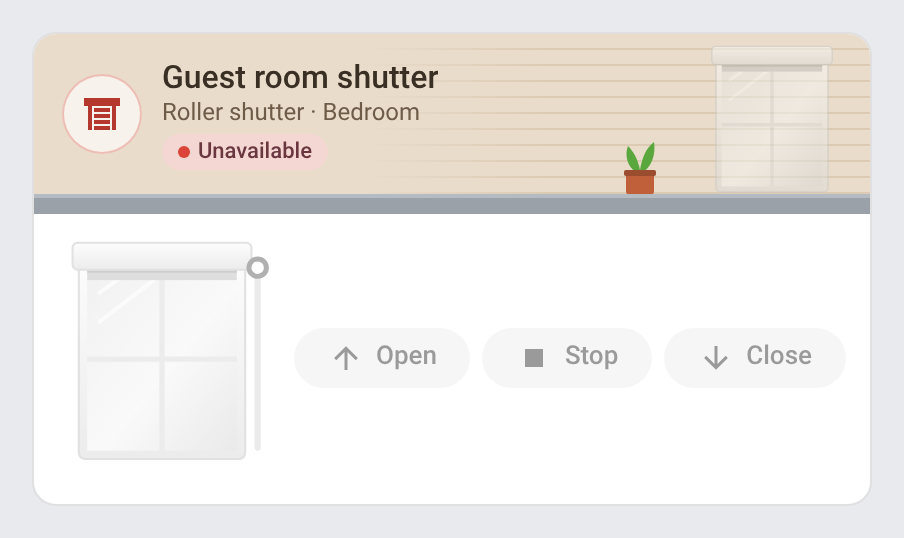 Guest room shutter
Roller shutter · Bedroom
Unavailable
Open
Stop
Close